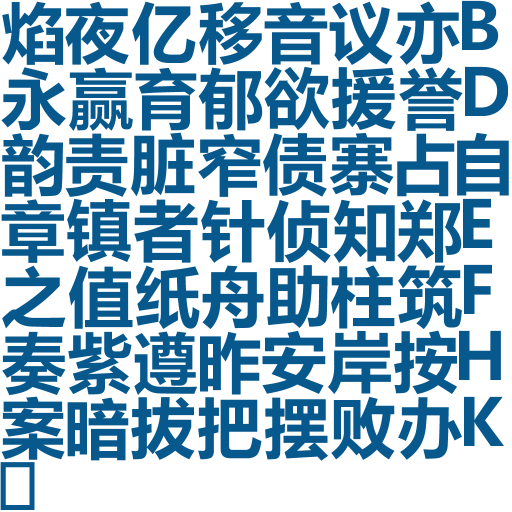 焰夜亿移音议亦B
永赢育郁欲援誉D
韵责脏窄债寨占自
章镇者针侦知郑E
之值纸舟助柱筑F
奏紫遵昨安岸按H
案暗拔把摆败办K